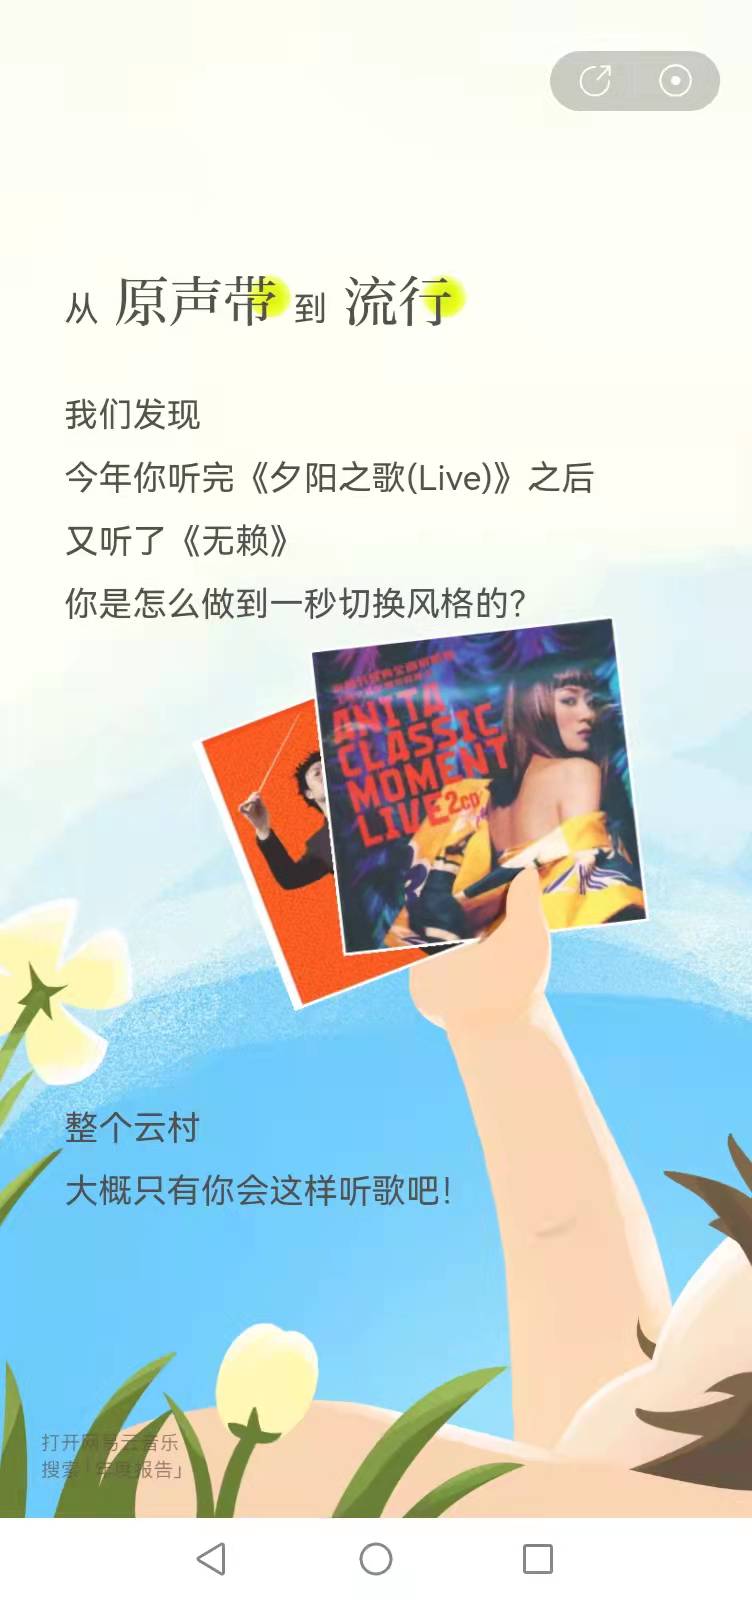 从 原声带 到 流行
我们发现
今年你听完《夕阳之歌(Live)》之后
又听了《无赖》
你是怎么做到一秒切换风格的?
ANITA
CLASSIC
MOMENT
LIVE 2CD
整个云村
大概只有你会这样听歌吧!
打开网易云音乐
搜索「年度报告」